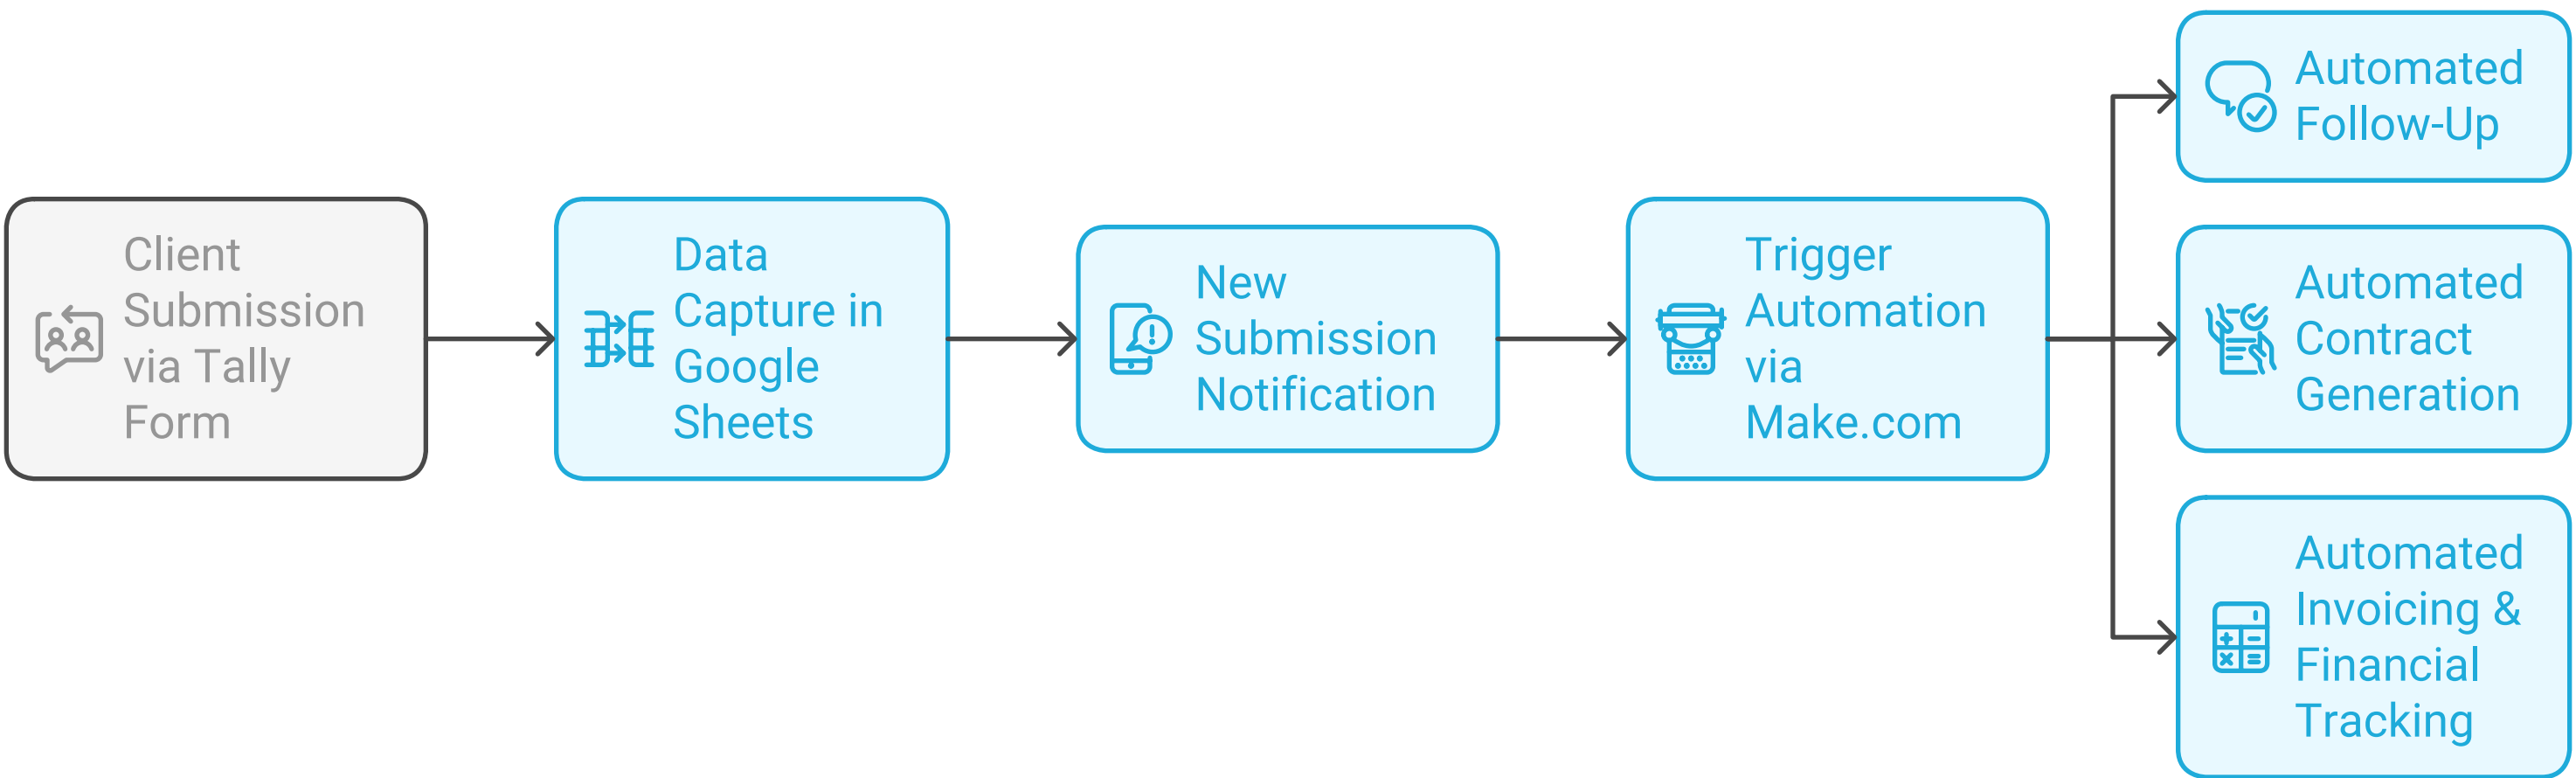 Client
Submission
via Tally
Form
Data
Capture in
Google
Sheets
New
Submission
Notification
Trigger
Automation
via
Make.com
Automated
Follow-Up
Automated
Contract
Generation
Automated
Invoicing &
Financial
Tracking